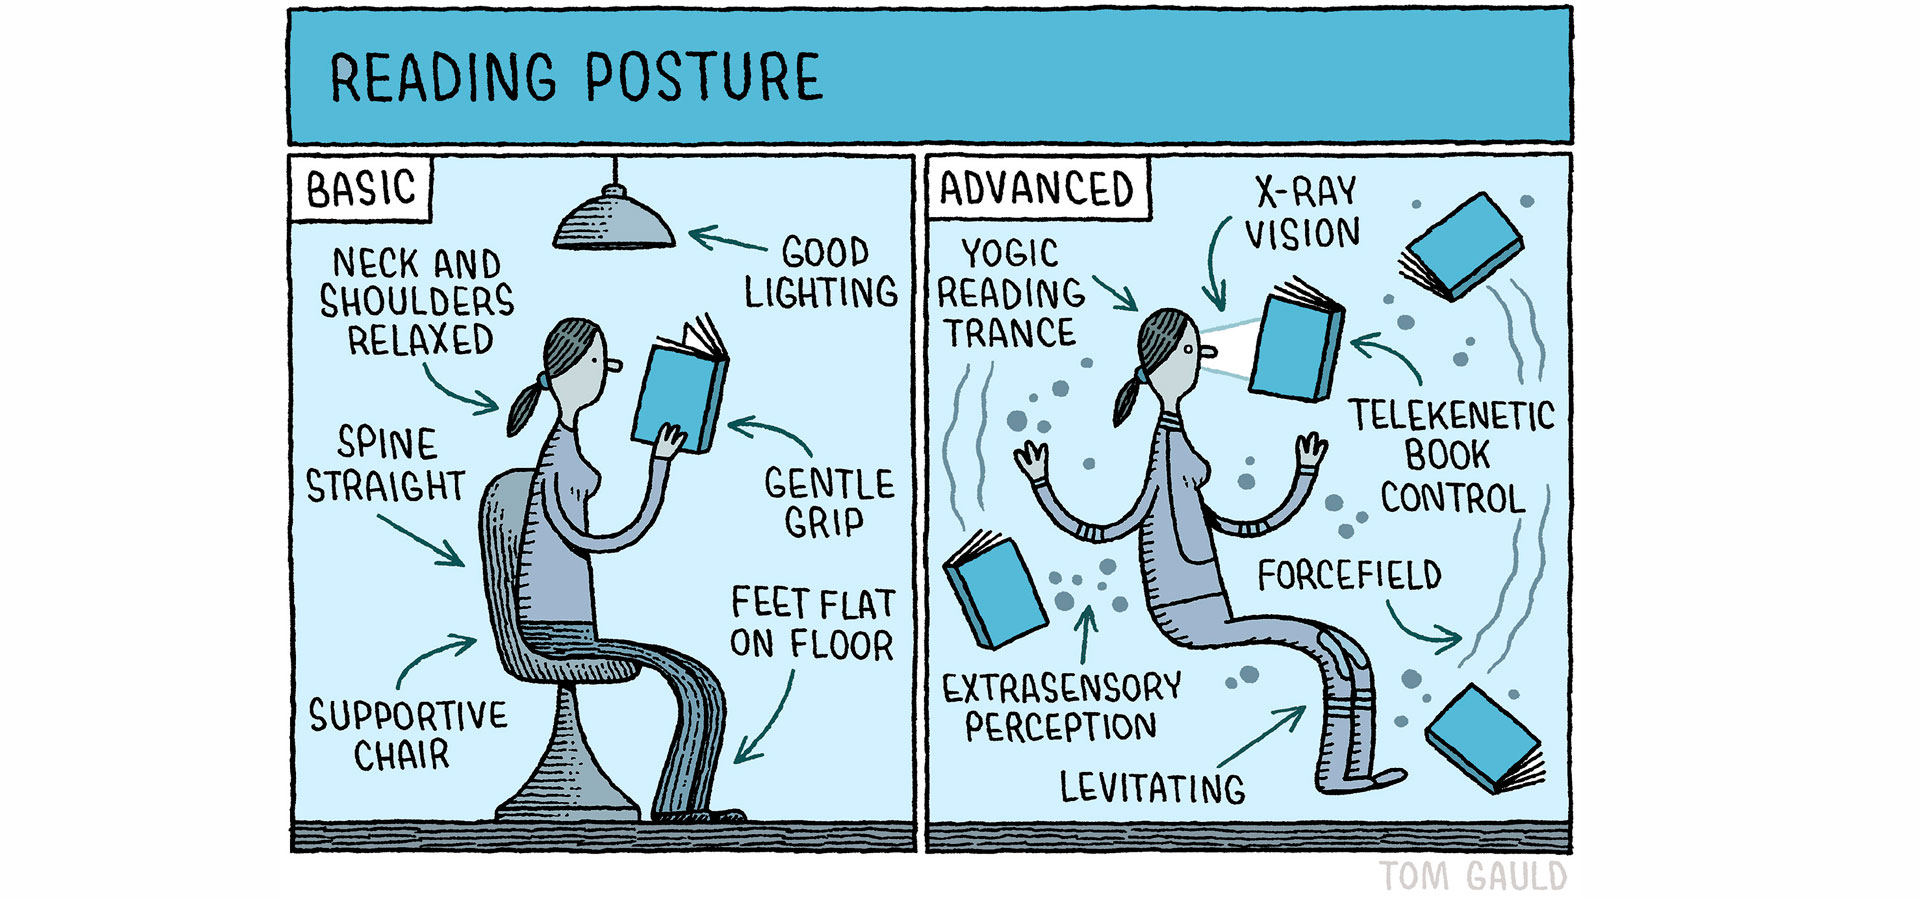 READING POSTURE
BASIC
NECK AND
SHOULDERS
RELAXED
GOOD
LIGHTING
SPINE
STRAIGHT
GENTLE
GRIP
FEET FLAT
ON FLOOR
SUPPORTIVE
CHAIR
ADVANCED
X-RAY
VISION
YOGIC
READING
TRANCE
TELEKENETIC
BOOK
CONTROL
FORCEFIELD
EXTRASENSORY
PERCEPTION
LEVITATING
TOM GAULD